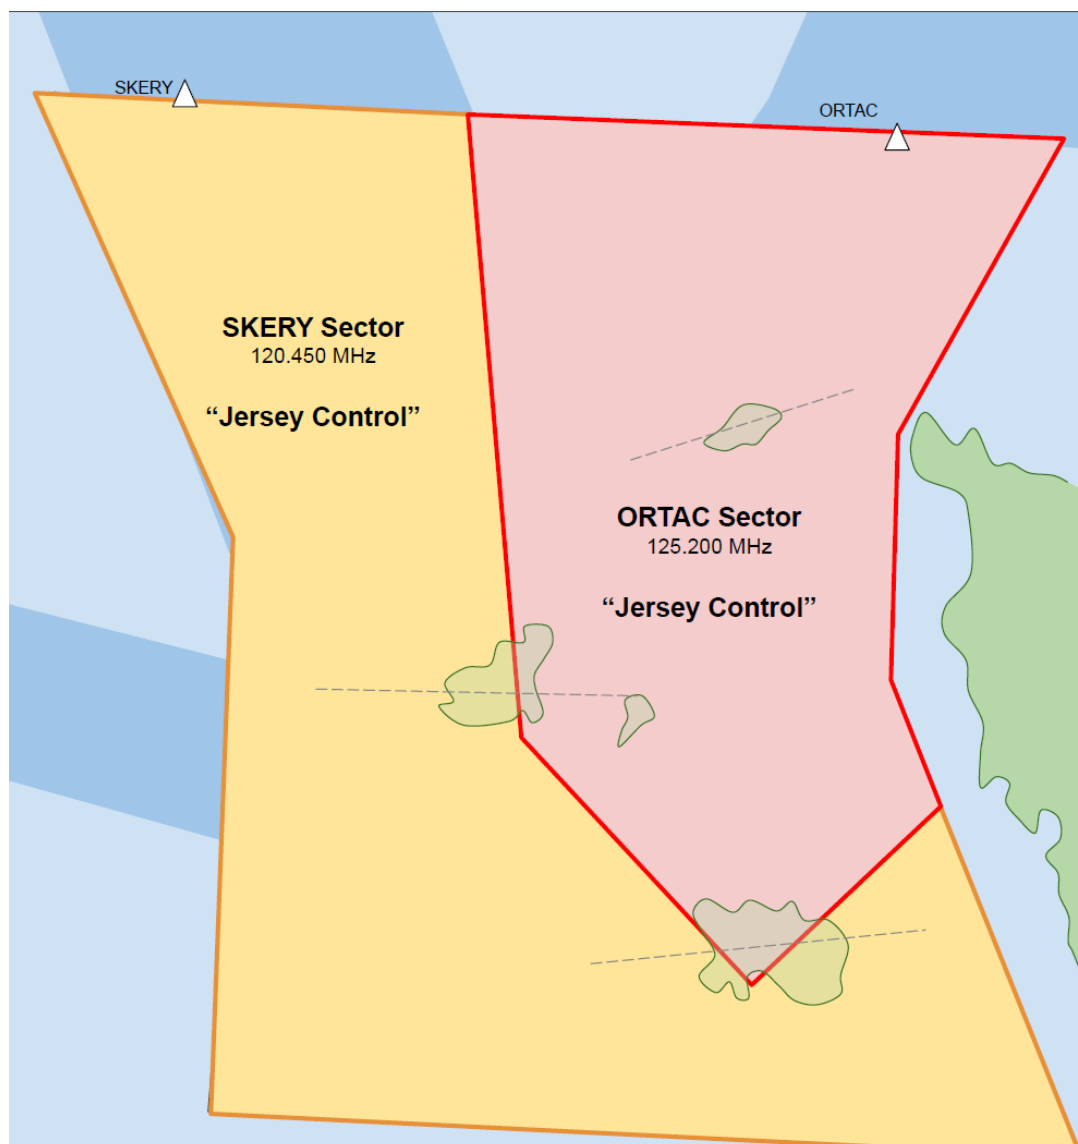 SKERY
ORTAC
SKERY Sector
120.450 MHz
“Jersey Control”
ORTAC Sector
125.200 MHz
“Jersey Control”